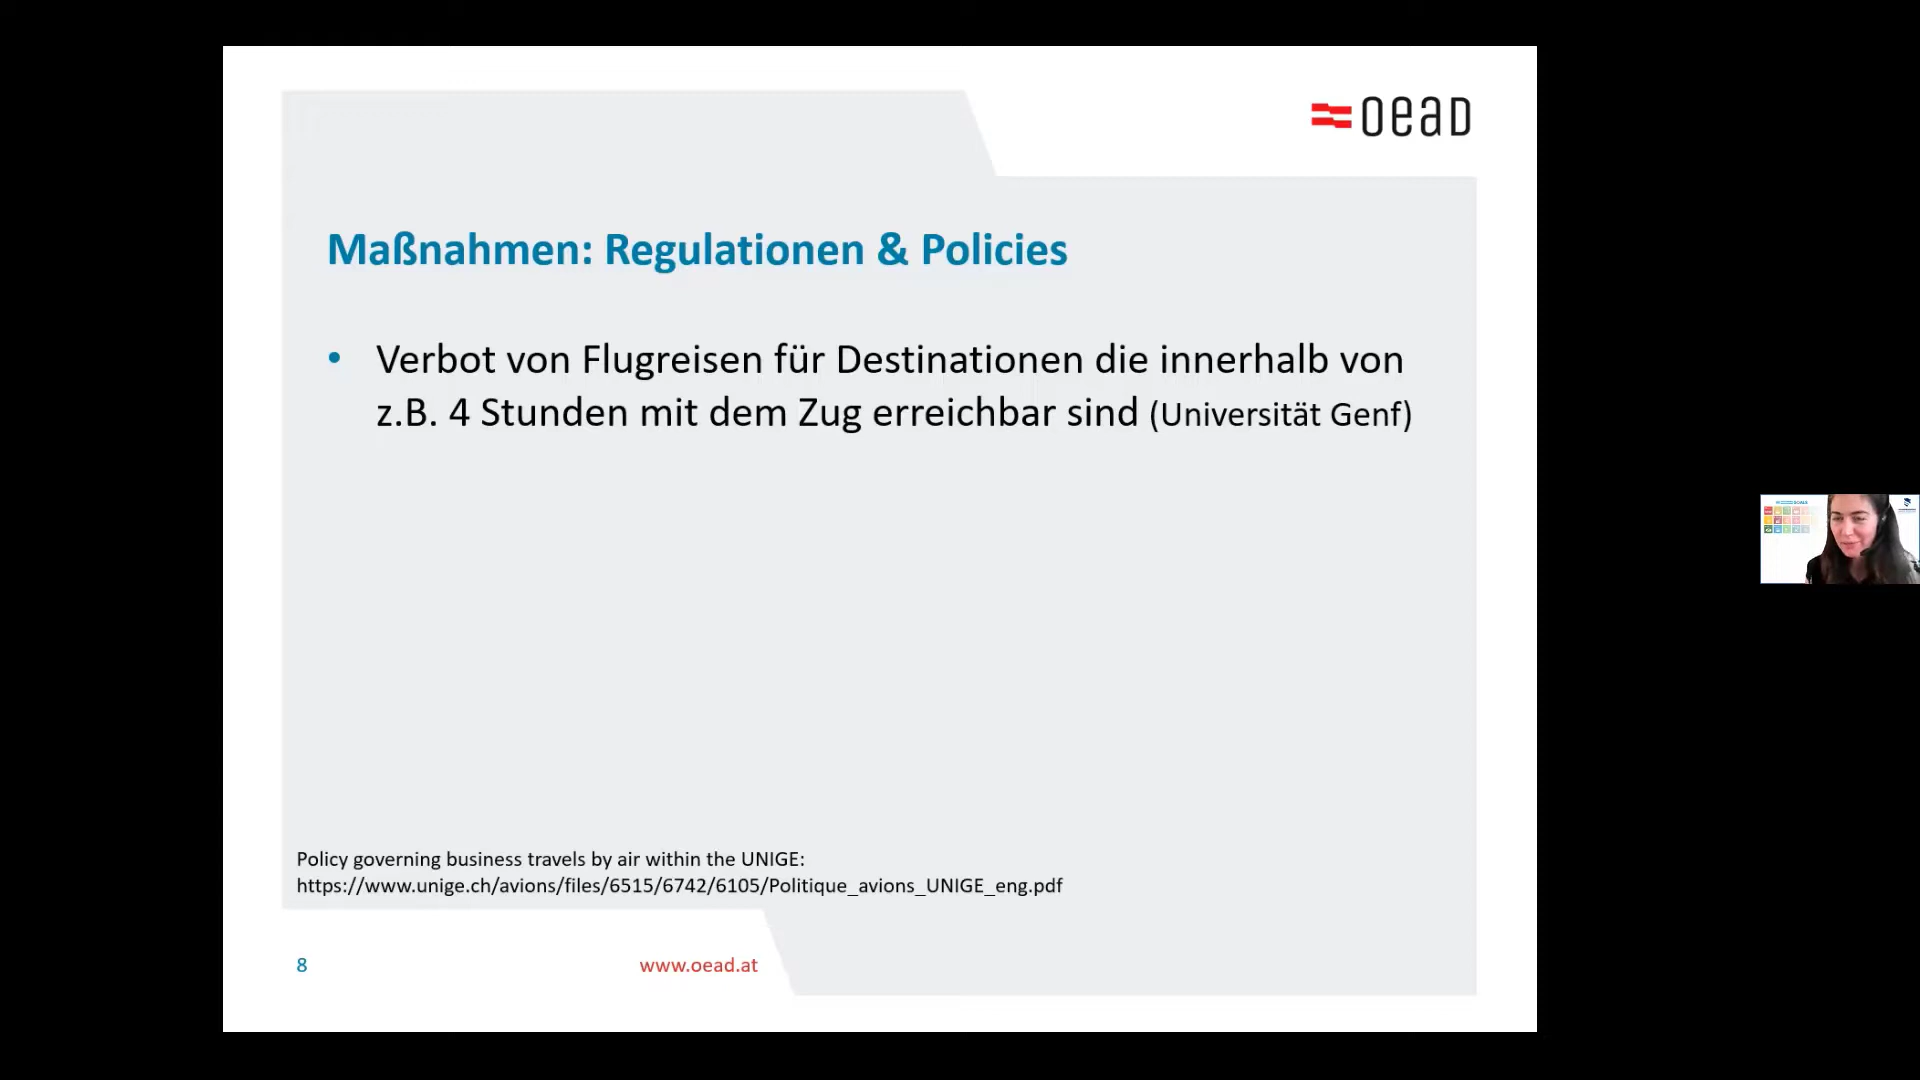 oead
Maßnahmen: Regulationen & Policies
• Verbot von Flugreisen für Destinationen die innerhalb von
z.B. 4 Stunden mit dem Zug erreichbar sind (Universität Genf)
Policy governing business travels by air within the UNIGE:
https://www.unige.ch/avions/files/6515/6742/6105/Politique_avions_UNIGE_eng.pdf
8
www.oead.at